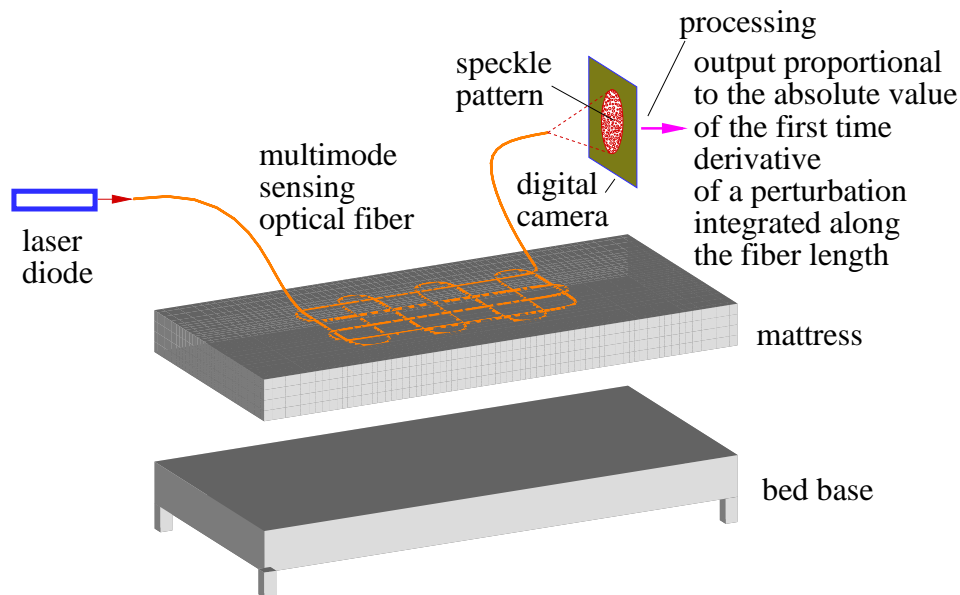 processing
speckle
pattern
output proportional
to the absolute value
of the first time
derivative
of a perturbation
integrated along
the fiber length
multimode
sensing
optical fiber
digital
camera
laser
diode
mattress
bed base